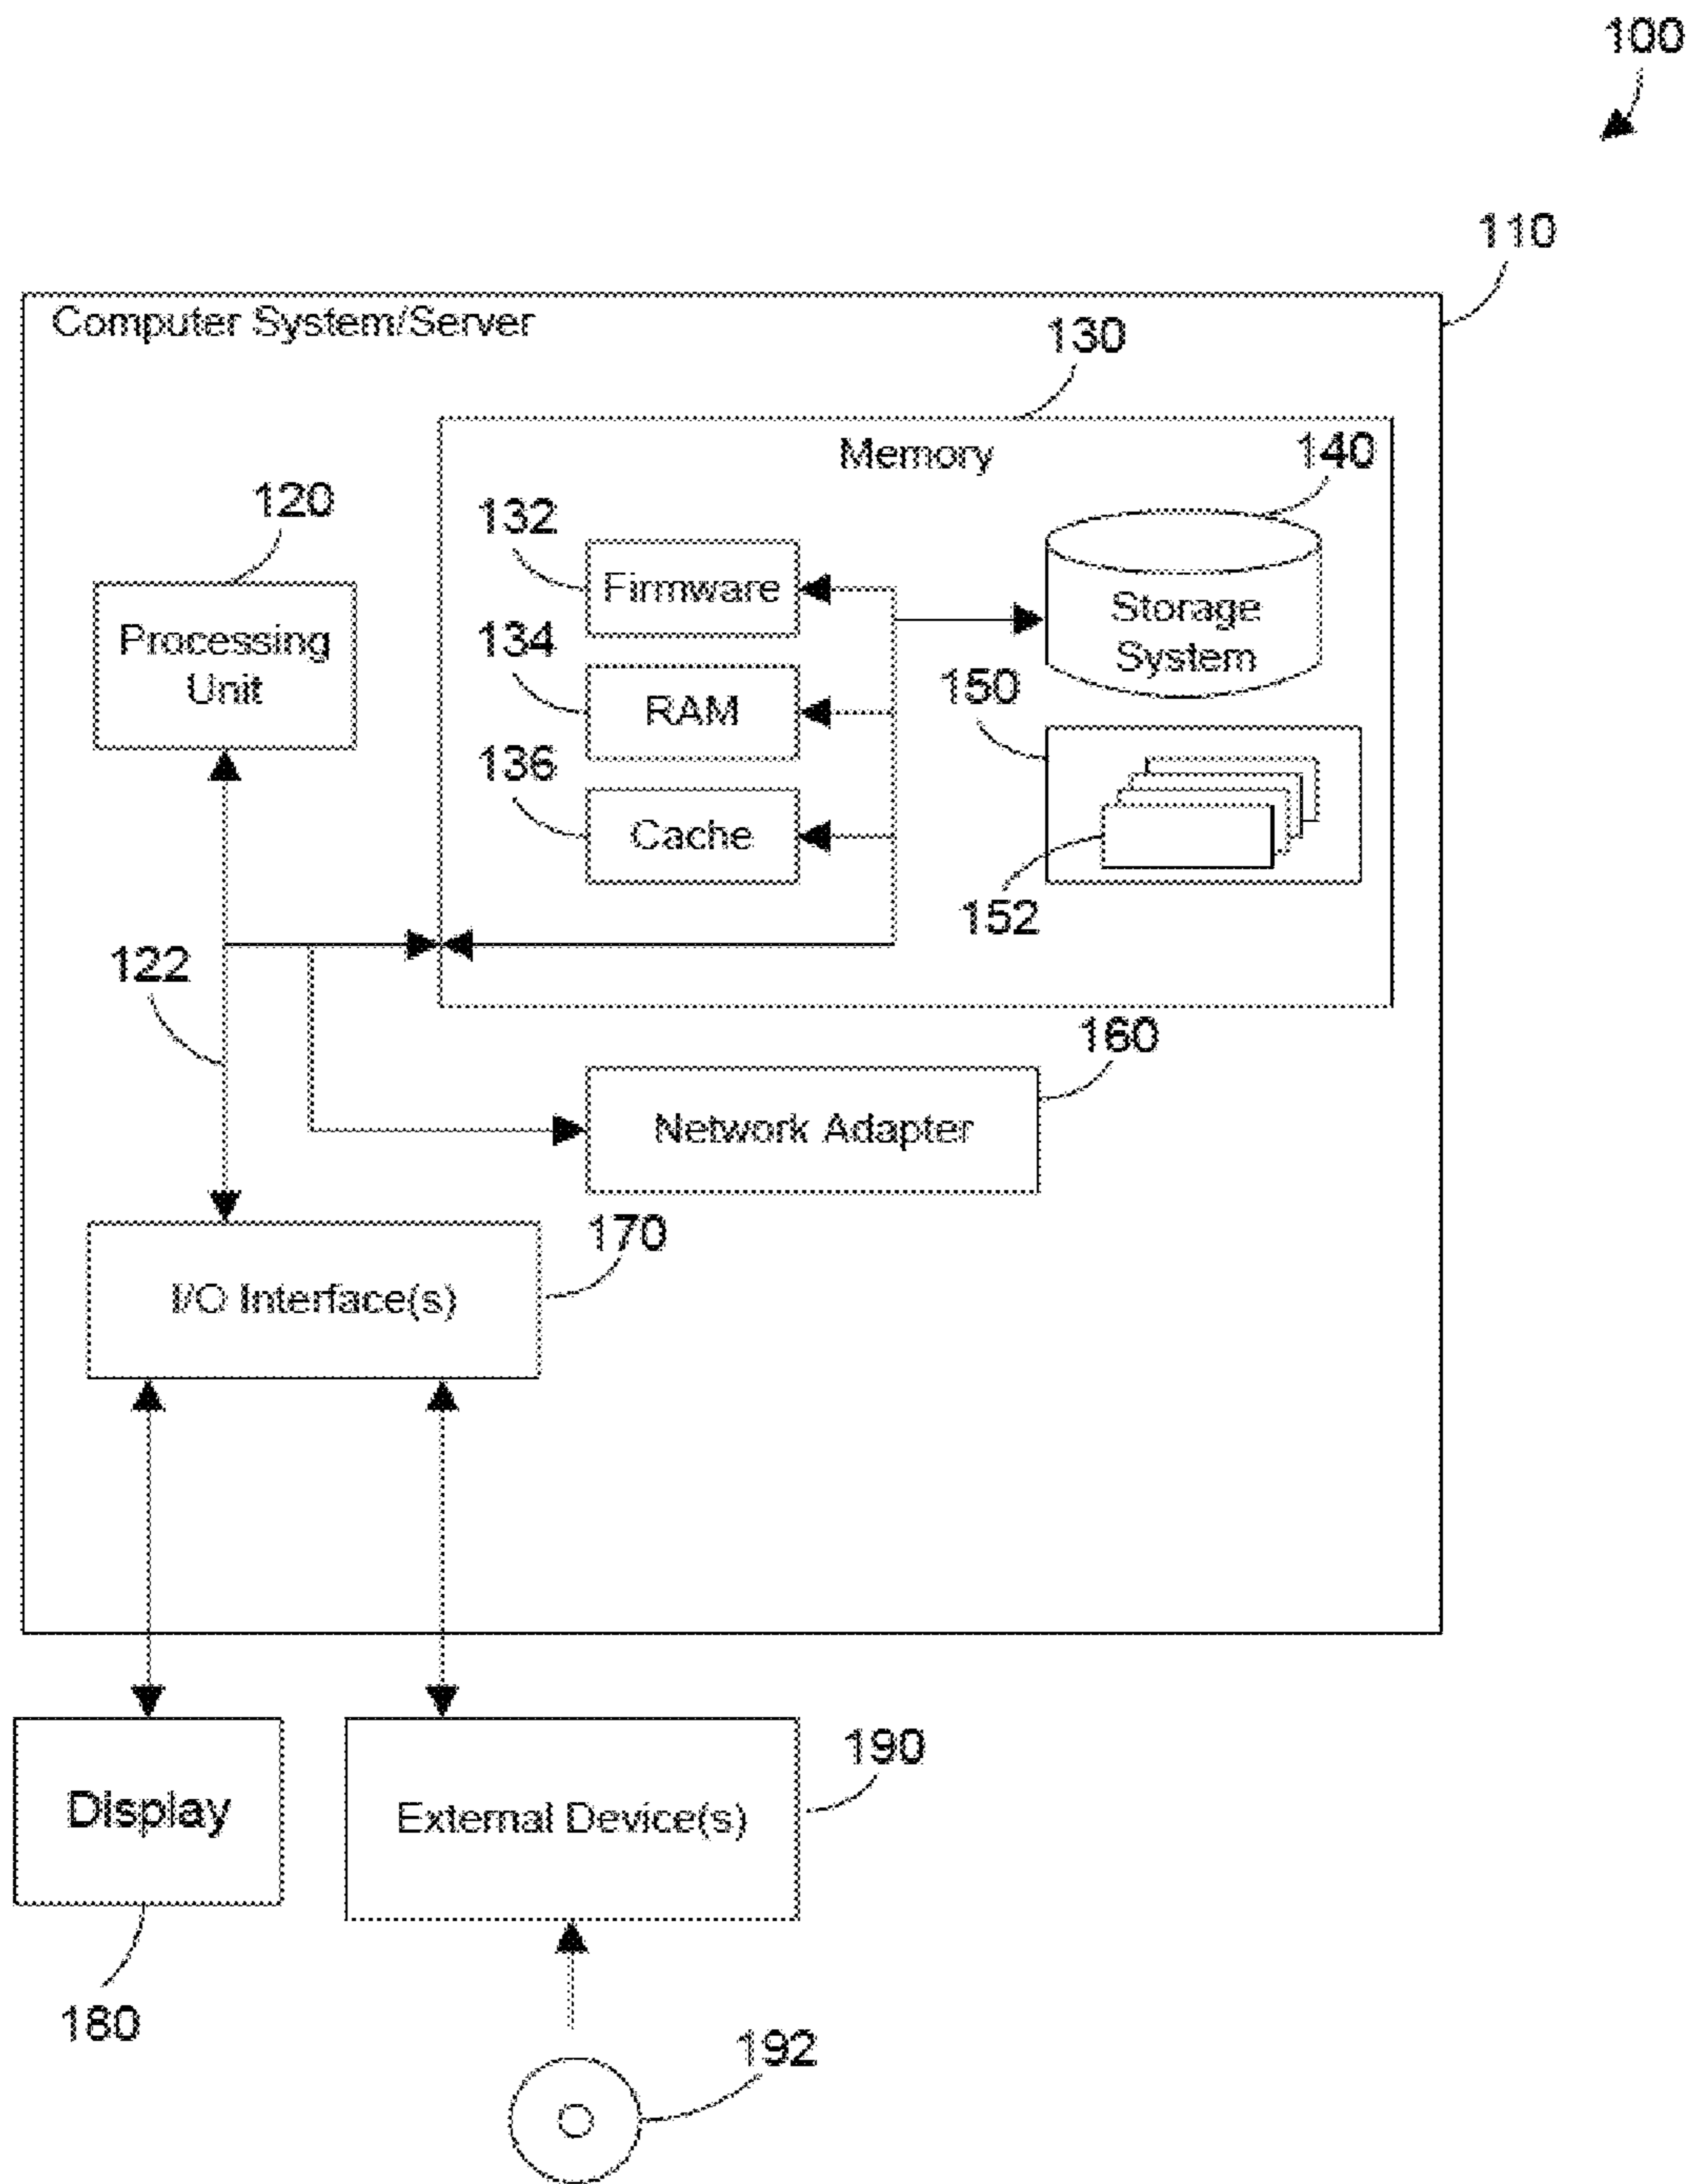 100
110
Computer System/Server
130
Memory
140
120
132
Firmware
Processing
Unit
134
RAM
Storage
System
150
136
Cache
152
122
160
Network Adapter
170
I/O Interface(s)
190
Display
External Device(s)
180
192